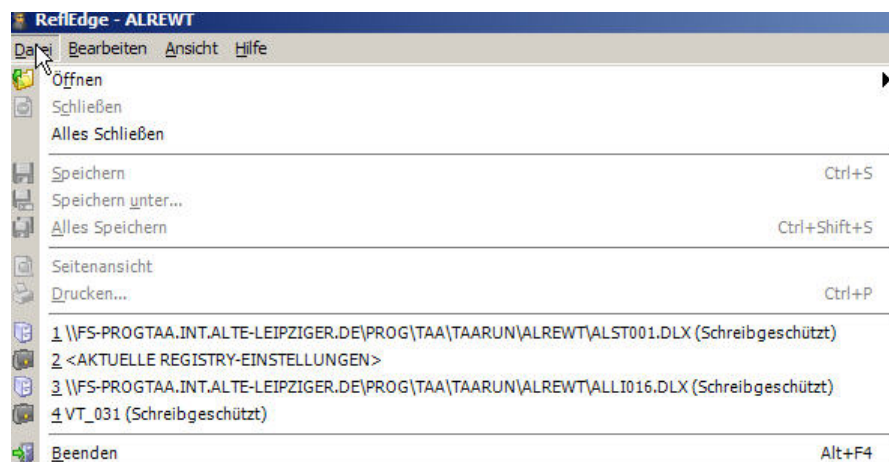 ReflEdge - ALREWT
Datei Bearbeiten Ansicht Hilfe
Öffnen
Schließen
Alles Schließen
Speichern Ctrl+S
Speichern unter...
Alles Speichern Ctrl+Shift+S
Seitenansicht
Drucken... Ctrl+P
1 \\FS-PROGTAA.INT.ALTE-LEIPZIGER.DE\PROG\TAA\TAARUN\ALREWT\ALST001.DLX (Schreibgeschützt)
2 <AKTUELLE REGISTRY-EINSTELLUNGEN>
3 \\FS-PROGTAA.INT.ALTE-LEIPZIGER.DE\PROG\TAA\TAARUN\ALREWT\ALLI016.DLX (Schreibgeschützt)
4 VT_031 (Schreibgeschützt)
Beenden Alt+F4